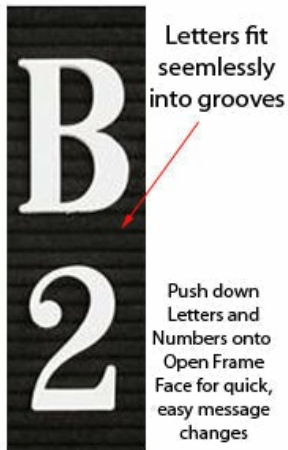 B
2
Letters fit
seemlessly
into grooves
Push down
Letters and
Numbers onto
Open Frame
Face for quick,
easy message
changes